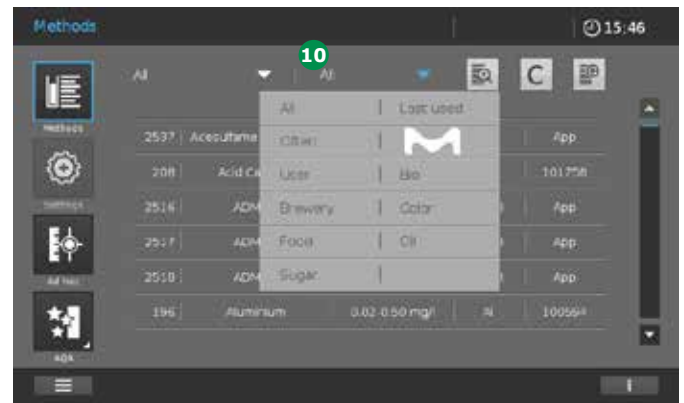 Methods 15:46
10
All All C
All Last used
Methods
2537 Acesulfame App
Other
208 Acid Ca 101758
User Bio
Settings
2516 ADM App
Brewery Color
2517 ADM App
Food Oil
2518 ADM App
Sugar
196 Aluminium 0.02-0.50 mg/l Al 100594
AQA
i